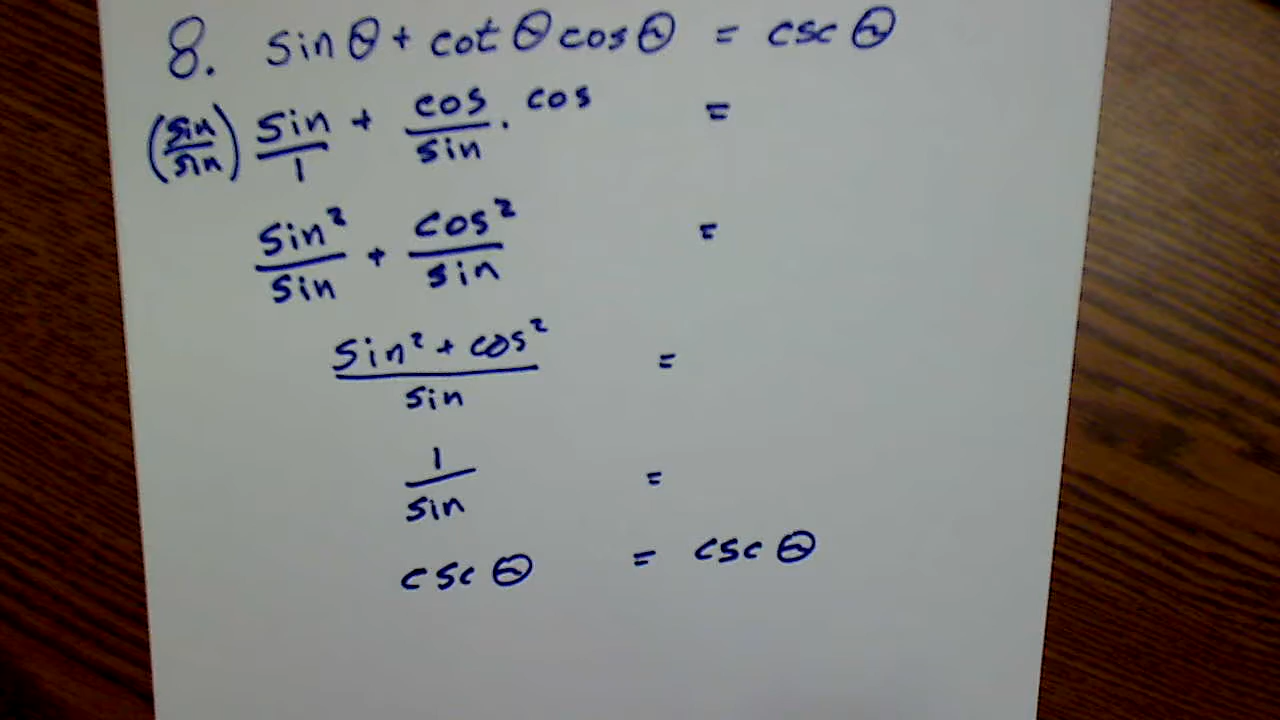 8. sin θ + cot θ cos θ = csc θ
(sin/sin) sin/1 + cos/sin · cos =
sin²/sin + cos²/sin =
sin² + cos²/sin =
1/sin =
csc θ = csc θ